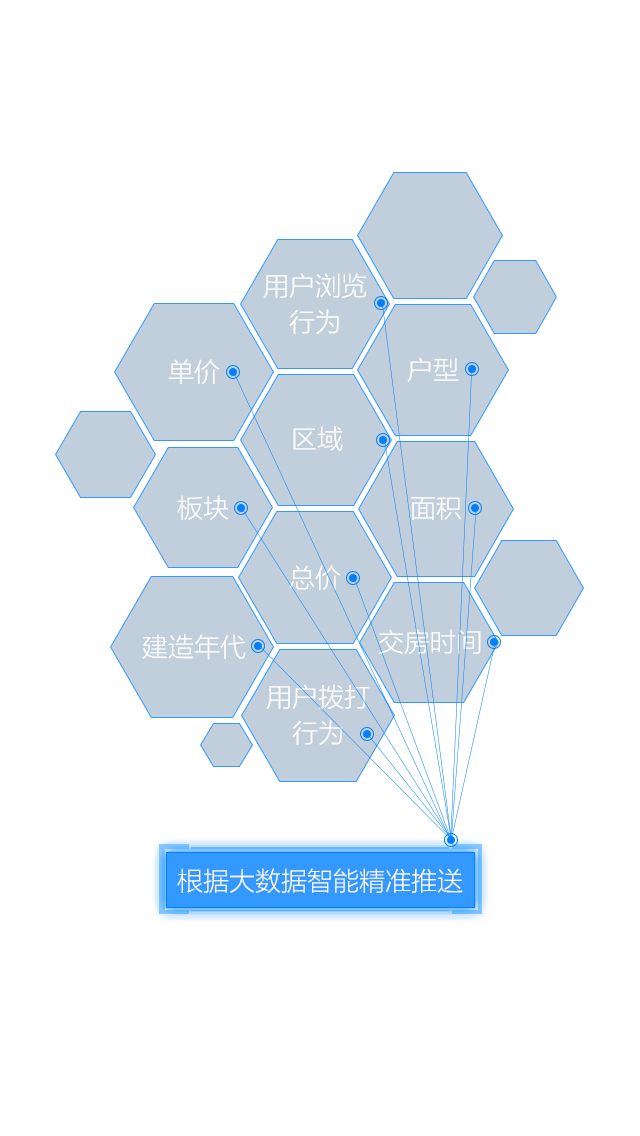 用户浏览
行为
单价
户型
区域
板块
面积
总价
建造年代
交房时间
用户拨打
行为
根据大数据智能精准推送